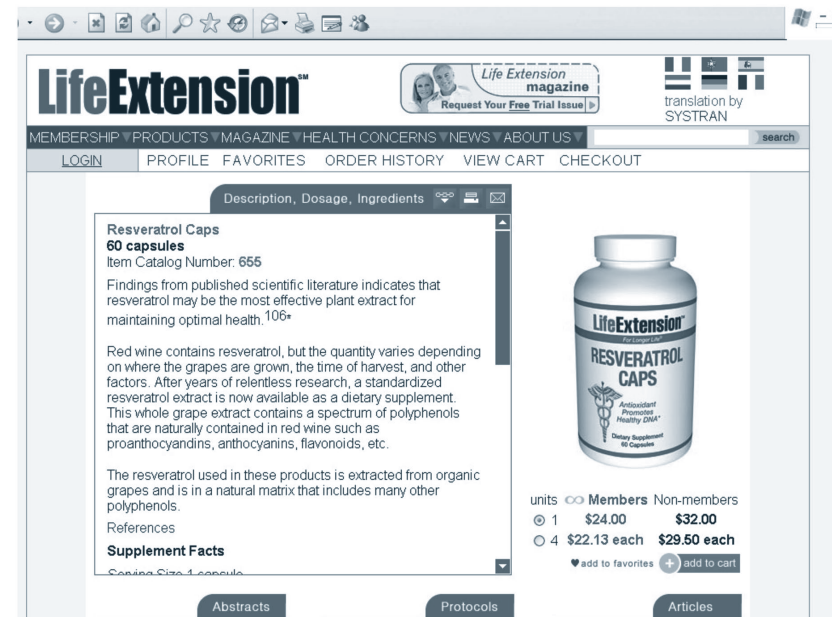 LifeExtension℠
Life Extension
magazine
Request Your Free Trial Issue
translation by
SYSTRAN
MEMBERSHIP PRODUCTS MAGAZINE HEALTH CONCERNS NEWS ABOUT US search
LOGIN PROFILE FAVORITES ORDER HISTORY VIEW CART CHECKOUT
Description, Dosage, Ingredients
Resveratrol Caps
60 capsules
Item Catalog Number: 655
Findings from published scientific literature indicates that
resveratrol may be the most effective plant extract for
maintaining optimal health.106*
Red wine contains resveratrol, but the quantity varies depending
on where the grapes are grown, the time of harvest, and other
factors. After years of relentless research, a standardized
resveratrol extract is now available as a dietary supplement.
This whole grape extract contains a spectrum of polyphenols
that are naturally contained in red wine such as
proanthocyandins, anthocyanins, flavonoids, etc.
The resveratrol used in these products is extracted from organic
grapes and is in a natural matrix that includes many other
polyphenols.
References
Supplement Facts
Serving Size 1 capsule
LifeExtension
For Longer Life
RESVERATROL
CAPS
Antioxidant
Promotes
Healthy DNA*
Dietary Supplement
60 Capsules
units Members Non-members
1 $24.00 $32.00
4 $22.13 each $29.50 each
add to favorites + add to cart
Abstracts Protocols Articles